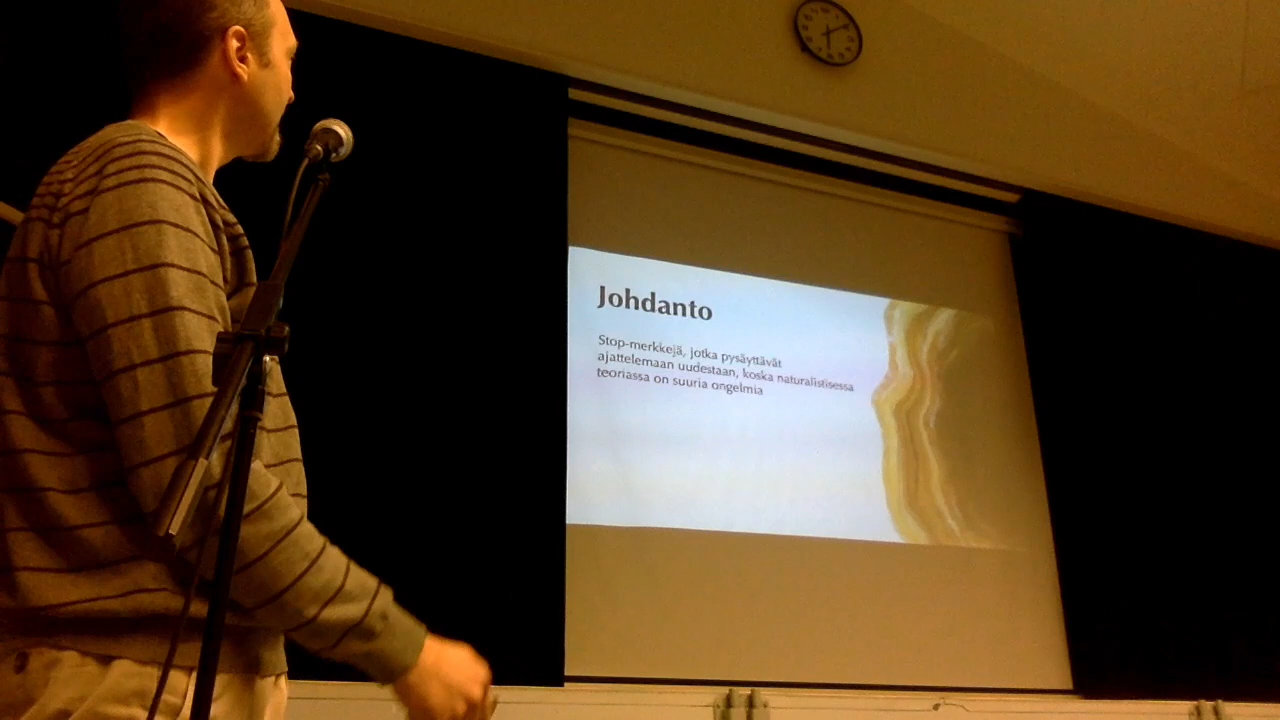 Johdanto
Stop-merkkejä, jotka pysäyttävät
ajattelemaan uudestaan, koska naturalistisessa
teoriassa on suuria ongelmia